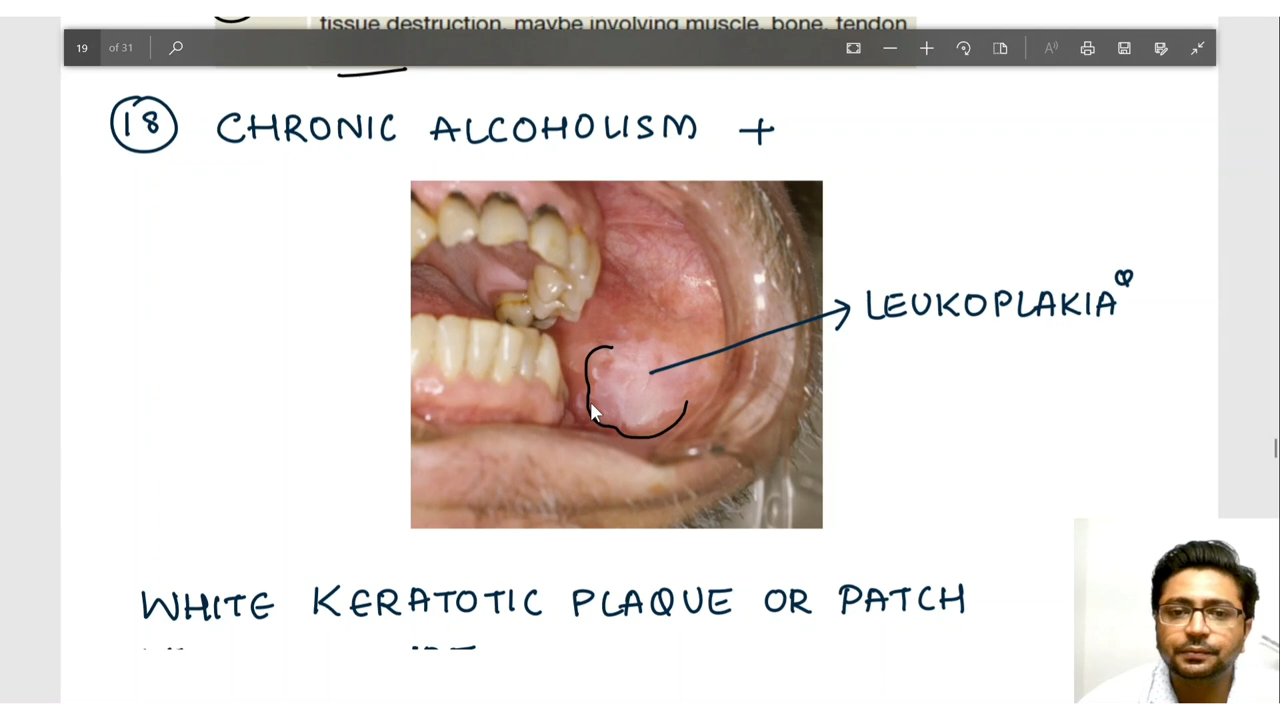 tissue destruction, maybe involving muscle, bone, tendon
19 of 31
18 CHRONIC ALCOHOLISM +
LEUKOPLAKIA
WHITE KERATOTIC PLAQUE OR PATCH